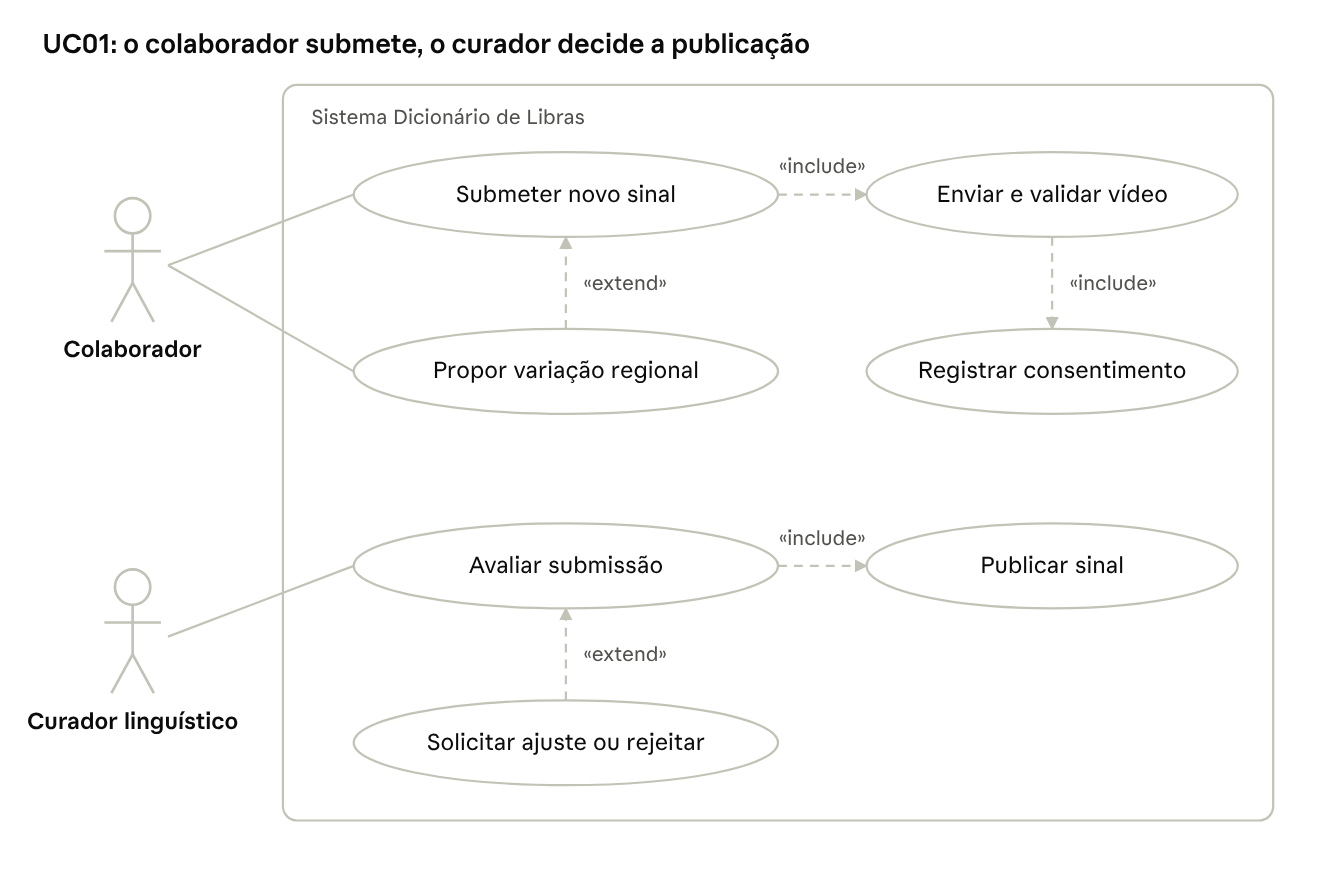 UC01: o colaborador submete, o curador decide a publicação
Sistema Dicionário de Libras
Submeter novo sinal
«include»
Enviar e validar vídeo
«extend»
«include»
Colaborador
Propor variação regional
Registrar consentimento
Avaliar submissão
«include»
Publicar sinal
«extend»
Curador linguístico
Solicitar ajuste ou rejeitar